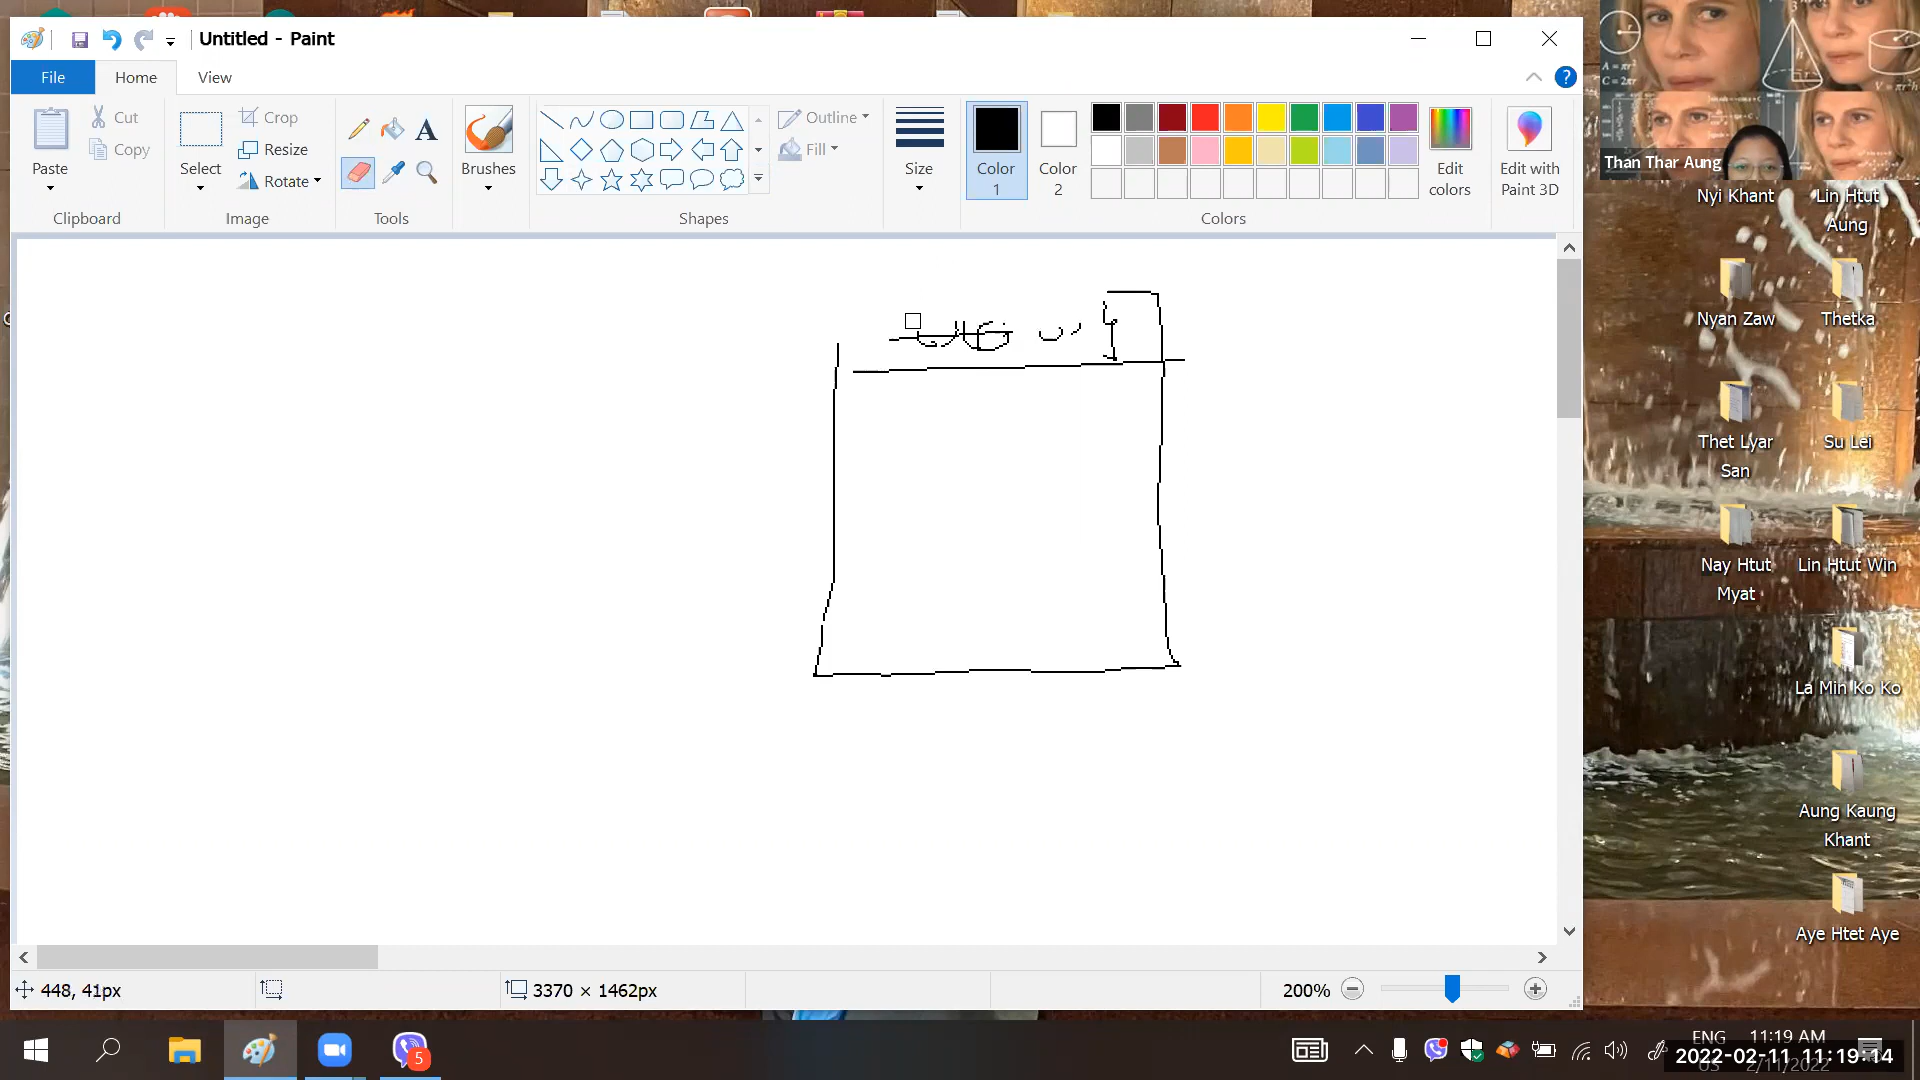 Untitled - Paint
File Home View
Paste
Cut
Copy
Clipboard
Select
Crop
Resize
Rotate
Image
Tools
Brushes
Shapes
Outline
Fill
Size
Color 1
Color 2
Edit colors
Colors
Edit with Paint 3D
448, 41px
3370 × 1462px
200%
Than Thar Aung
Nyi Khant
Lin Htut Aung
Nyan Zaw
Thetka
Thet Lyar San
Su Lei
Nay Htut Myat
Lin Htut Win
La Min Ko Ko
Aung Kaung Khant
Aye Htet Aye
5
ENG
11:19 AM
2022-02-11 11:19:14
2/11/2022